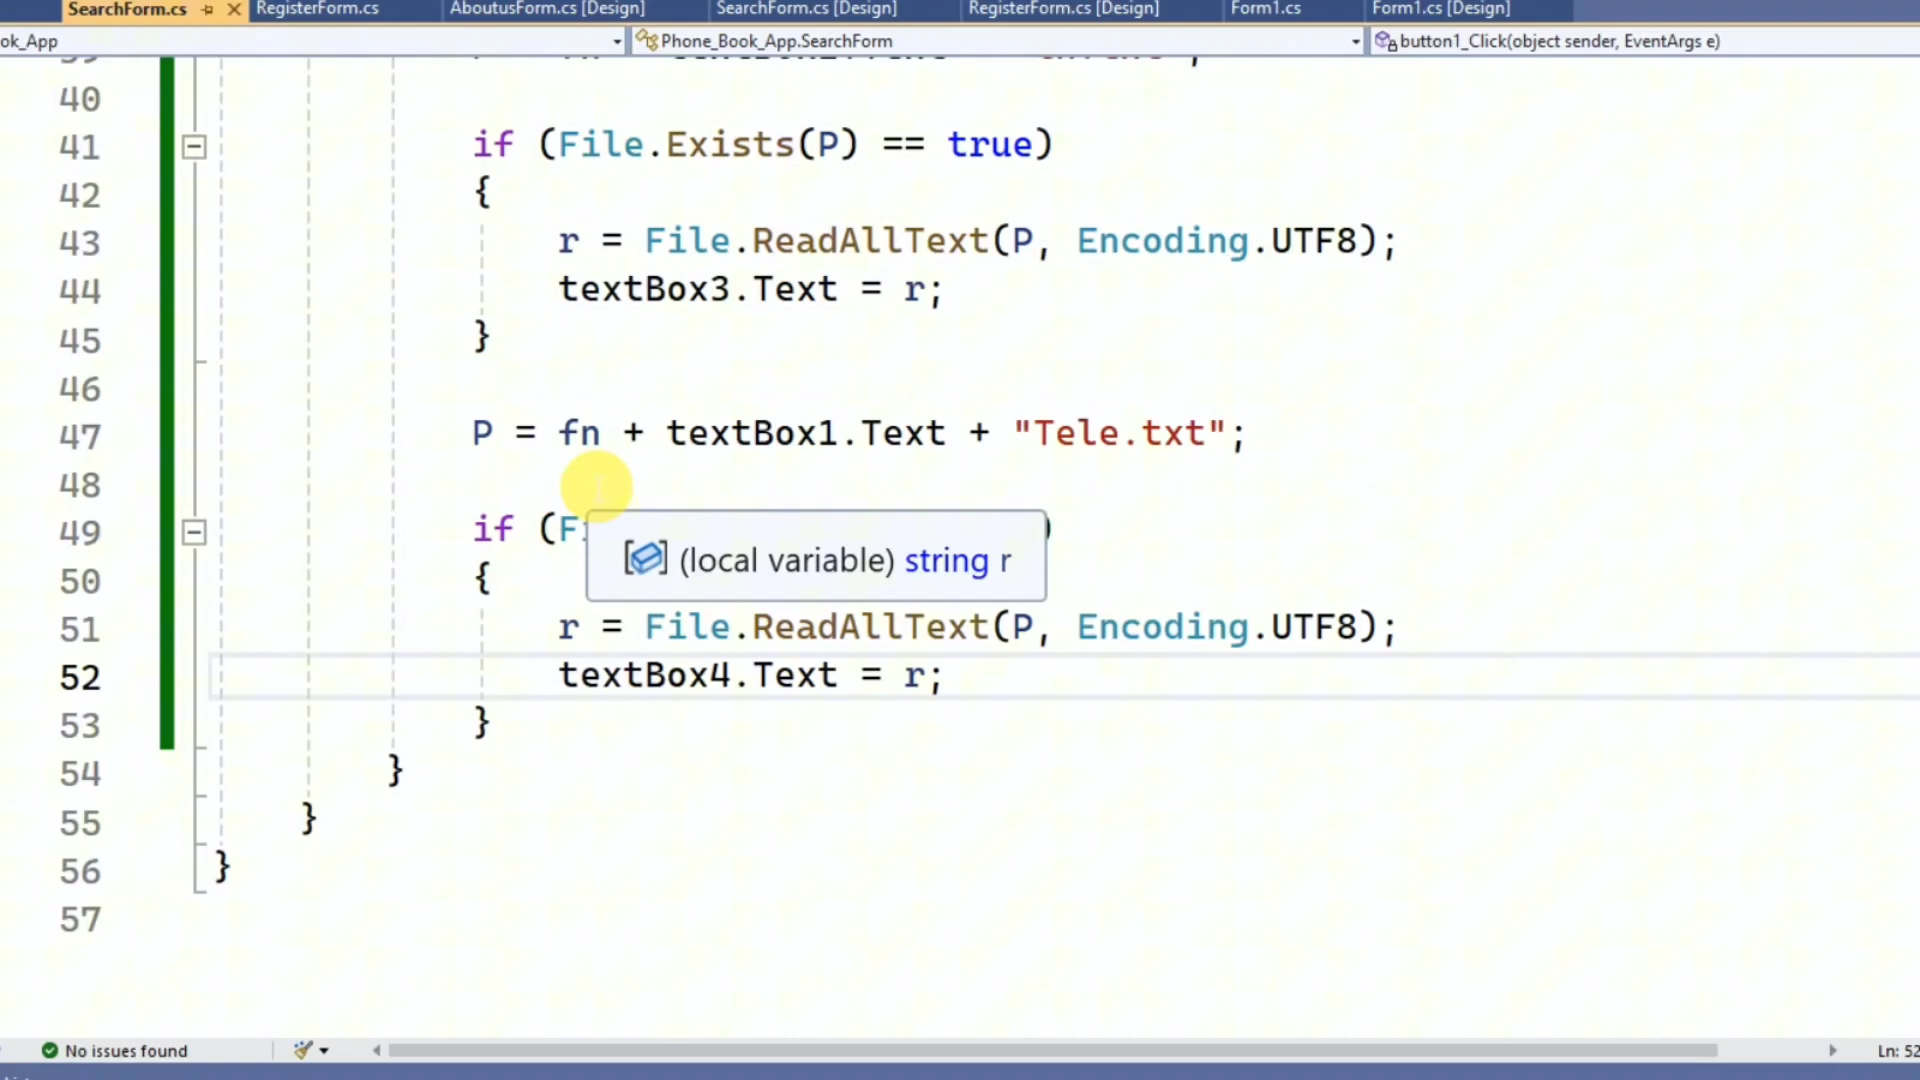 SearchForm.cs RegisterForm.cs AboutusForm.cs [Design] SearchForm.cs [Design] RegisterForm.cs [Design] Form1.cs Form1.cs [Design]
ok_App Phone_Book_App.SearchForm button1_Click(object sender, EventArgs e)
40
41 if (File.Exists(P) == true)
42 {
43 r = File.ReadAllText(P, Encoding.UTF8);
44 textBox3.Text = r;
45 }
46
47 P = fn + textBox1.Text + "Tele.txt";
48
49 if (Fi )
(local variable) string r
50 {
51 r = File.ReadAllText(P, Encoding.UTF8);
52 textBox4.Text = r;
53 }
54 }
55 }
56 }
57
No issues found Ln: 52